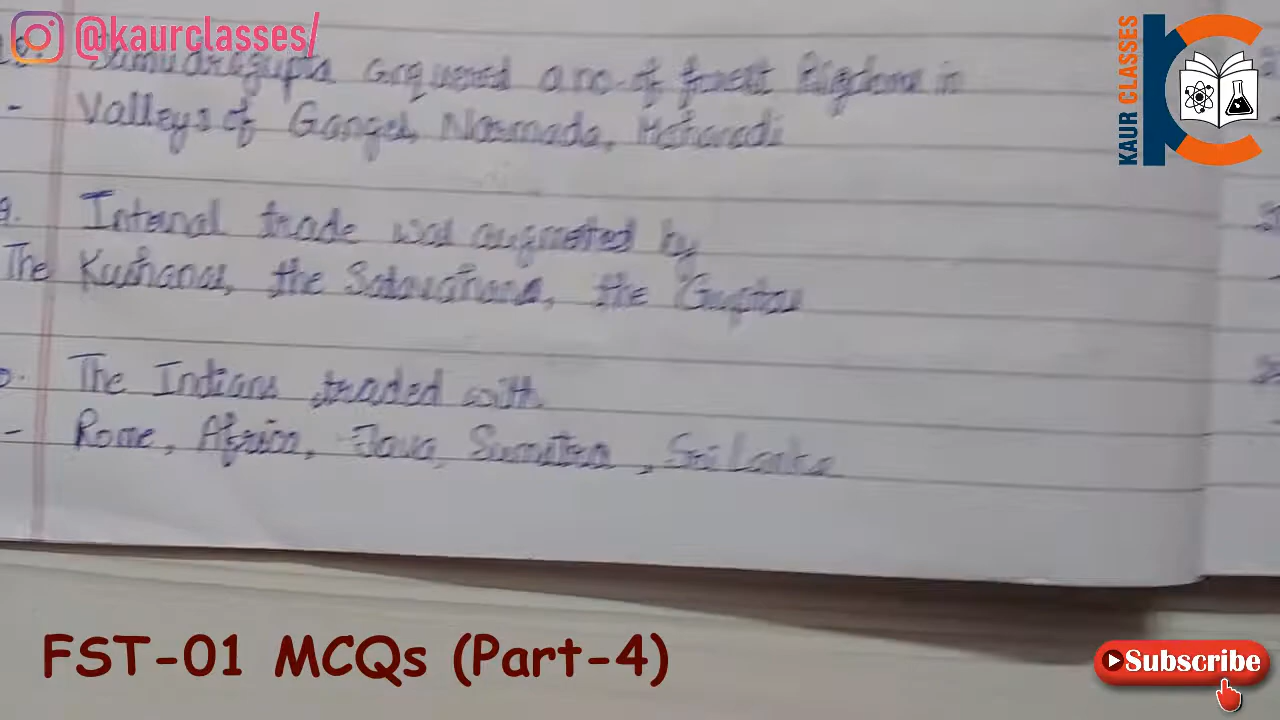 @kaurclasses/
KAUR CLASSES
Samudragupta conquered a no. of forest kingdoms in
- Valleys of Ganges, Narmada, Mahanadi
9. Internal trade was augmented by
The Kushanas, the Satavahana, the Guptas
The Indians traded with
- Rome, Africa, Java, Sumatra, Sri Lanka
FST-01 MCQs (Part-4)
Subscribe